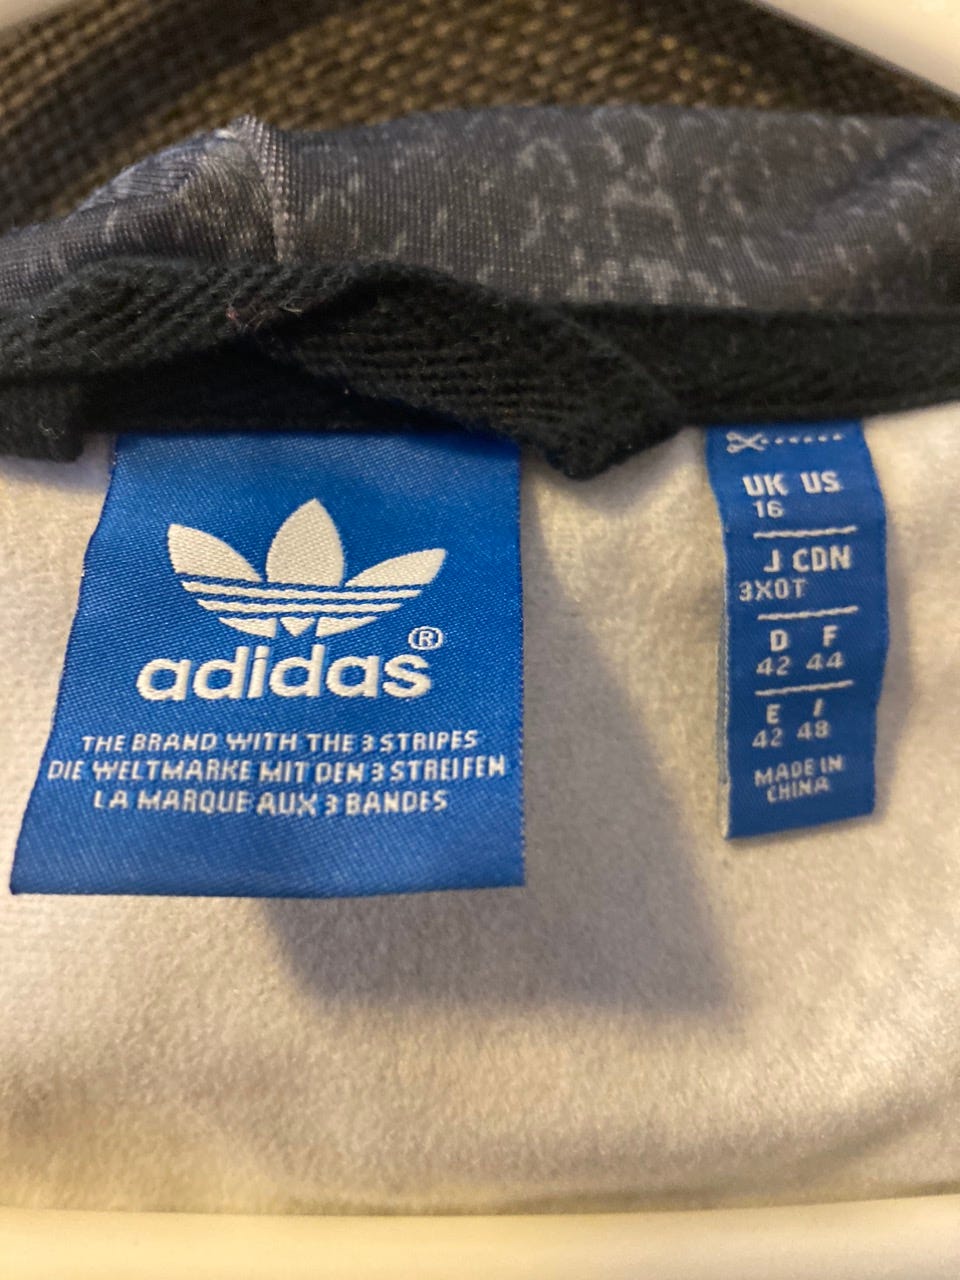 adidas®
THE BRAND WITH THE 3 STRIPES
DIE WELTMARKE MIT DEN 3 STREIFEN
LA MARQUE AUX 3 BANDES
UK US
16
J CDN
3XOT
D F
42 44
E I
42 48
MADE IN
CHINA